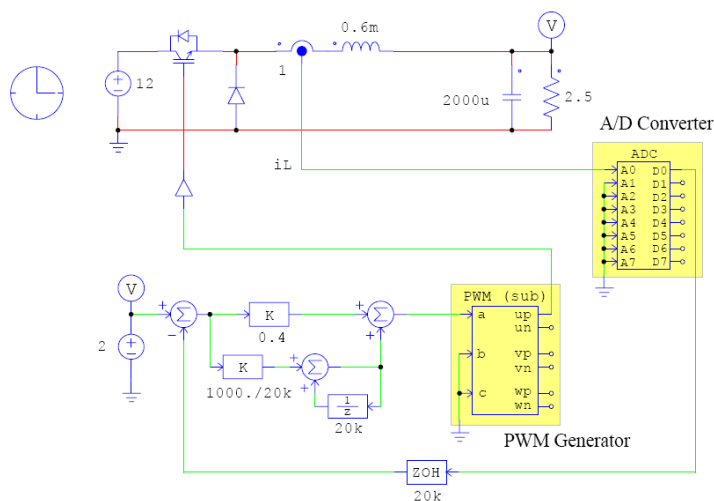 V
0.6m
12
1
2000u
2.5
iL
A/D Converter
ADC
A0 D0
A1 D1
A2 D2
A3 D3
A4 D4
A5 D5
A6 D6
A7 D7
V
2
+
Σ
−
K
0.4
+
Σ
+
K
1000./20k
+
Σ
+
1/z
20k
PWM (sub)
a up
un
b vp
vn
c wp
wn
PWM Generator
ZOH
20k